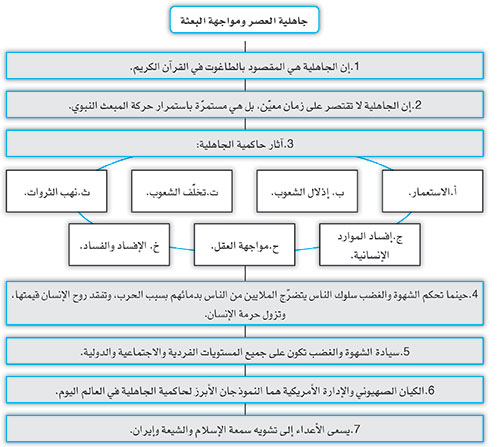 جاهلية العصر ومواجهة البعثة
1.إن الجاهلية هي المقصود بالطاغوت في القرآن الكريم.
2.إن الجاهلية لا تقتصر على زمان معيّن، بل هي مستمرّة باستمرار حركة المبعث النبوي.
3.آثار حاكمية الجاهلية:
أ.الاستعمار.
ب. إذلال الشعوب.
ت.تخلّف الشعوب.
ث.نهب الثروات.
ج.إفساد الموارد
الإنسانية.
ح.مواجهة العقل.
خ. الإفساد والفساد.
4.حينما تحكم الشهوة والغضب سلوك الناس يتضرّج الملايين من الناس بدمائهم بسبب الحرب، وتفقد روح الإنسان قيمتها،
وتزول حرمة الإنسان.
5.سيادة الشهوة والغضب تكون على جميع المستويات الفردية والاجتماعية والدولية.
6.الكيان الصهيوني والإدارة الأمريكية هما النموذجان الأبرز لحاكمية الجاهلية في العالم اليوم.
7.يسعى الأعداء إلى تشويه سمعة الإسلام والشيعة وإيران.